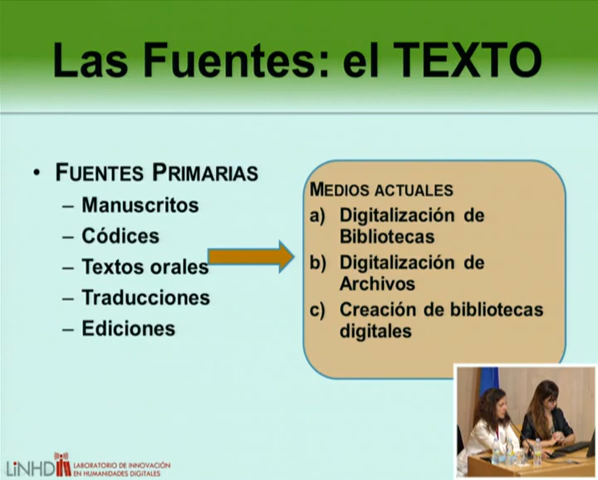 Las Fuentes: el TEXTO
• FUENTES PRIMARIAS
– Manuscritos
– Códices
– Textos orales
– Traducciones
– Ediciones
MEDIOS ACTUALES
a) Digitalización de
Bibliotecas
b) Digitalización de
Archivos
c) Creación de bibliotecas
digitales
LINHD LABORATORIO DE INNOVACIÓN
EN HUMANIDADES DIGITALES